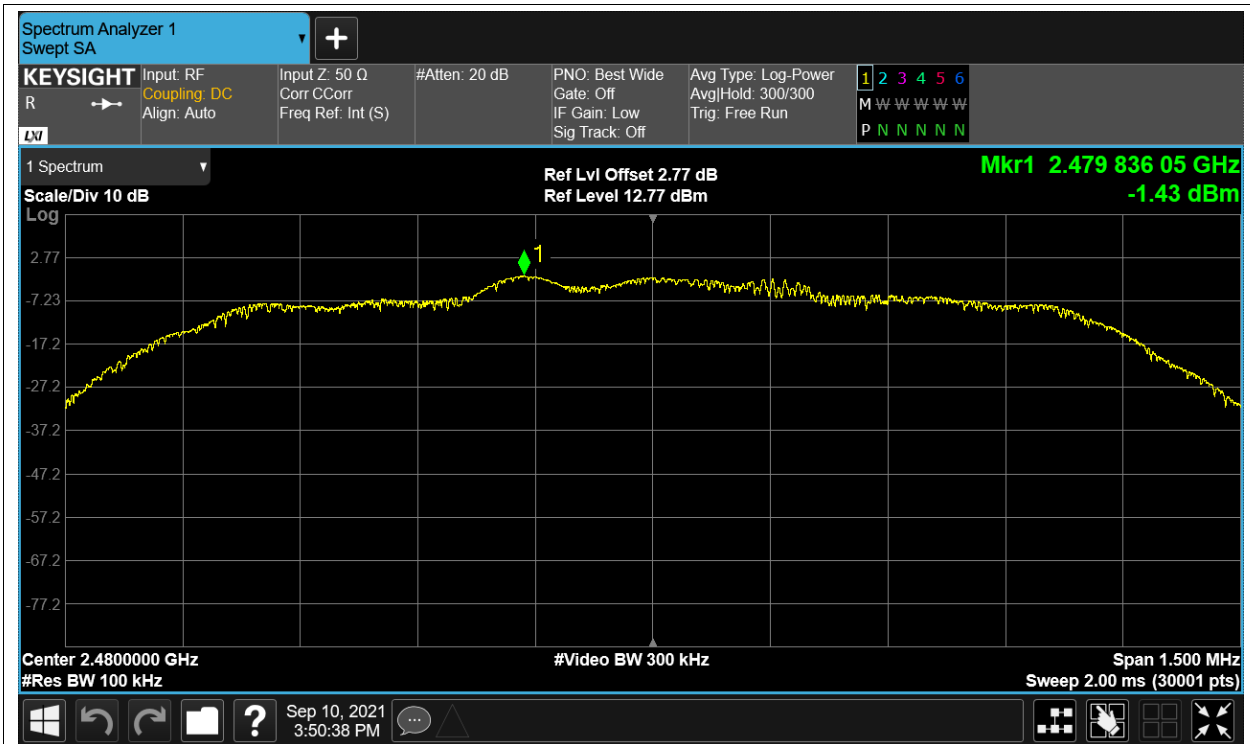 Spectrum Analyzer 1
Swept SA
KEYSIGHT
R
LXI
Input: RF
Coupling: DC
Align: Auto
Input Z: 50 Ω
Corr CCorr
Freq Ref: Int (S)
#Atten: 20 dB
PNO: Best Wide
Gate: Off
IF Gain: Low
Sig Track: Off
Avg Type: Log-Power
Avg|Hold: 300/300
Trig: Free Run
1 2 3 4 5 6
M W W W W W
P N N N N N
1 Spectrum
Scale/Div 10 dB
Log
Ref Lvl Offset 2.77 dB
Ref Level 12.77 dBm
Mkr1 2.479 836 05 GHz
-1.43 dBm
1
2.77
-7.23
-17.2
-27.2
-37.2
-47.2
-57.2
-67.2
-77.2
Center 2.4800000 GHz
#Video BW 300 kHz
Span 1.500 MHz
#Res BW 100 kHz
Sweep 2.00 ms (30001 pts)
?
Sep 10, 2021
3:50:38 PM